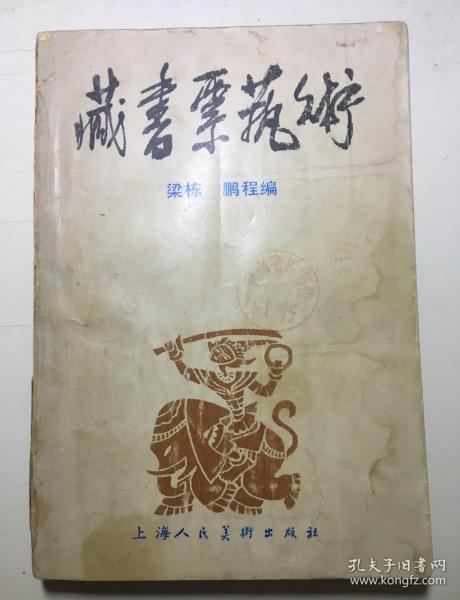 藏書票藝術
梁栋 鹏程编
上海人民美術出版社
孔夫子旧书网
www.kongfz.com